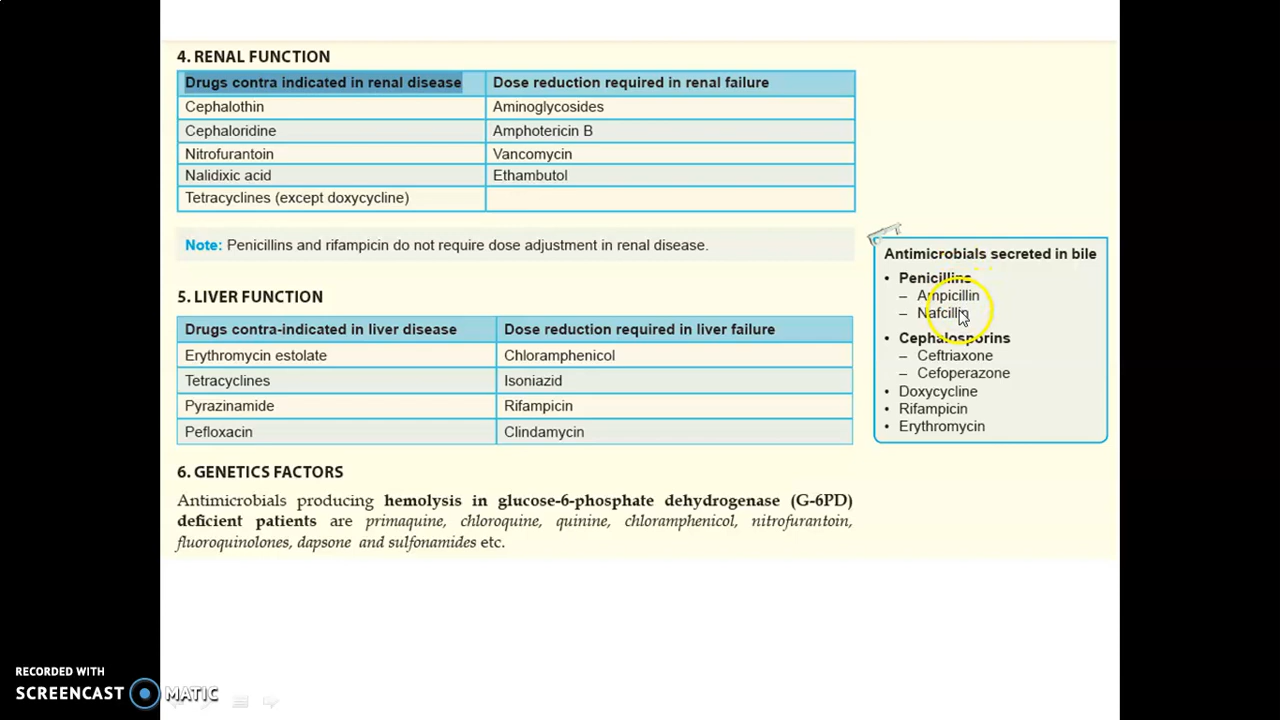 4. RENAL FUNCTION
Drugs contra indicated in renal disease Dose reduction required in renal failure
Cephalothin Aminoglycosides
Cephaloridine Amphotericin B
Nitrofurantoin Vancomycin
Nalidixic acid Ethambutol
Tetracyclines (except doxycycline)
Note: Penicillins and rifampicin do not require dose adjustment in renal disease.
5. LIVER FUNCTION
Drugs contra-indicated in liver disease Dose reduction required in liver failure
Erythromycin estolate Chloramphenicol
Tetracyclines Isoniazid
Pyrazinamide Rifampicin
Pefloxacin Clindamycin
6. GENETICS FACTORS
Antimicrobials producing hemolysis in glucose-6-phosphate dehydrogenase (G-6PD)
deficient patients are primaquine, chloroquine, quinine, chloramphenicol, nitrofurantoin,
fluoroquinolones, dapsone and sulfonamides etc.
Antimicrobials secreted in bile
• Penicillins
– Ampicillin
– Nafcillin
• Cephalosporins
– Ceftriaxone
– Cefoperazone
• Doxycycline
• Rifampicin
• Erythromycin
RECORDED WITH
SCREENCAST MATIC